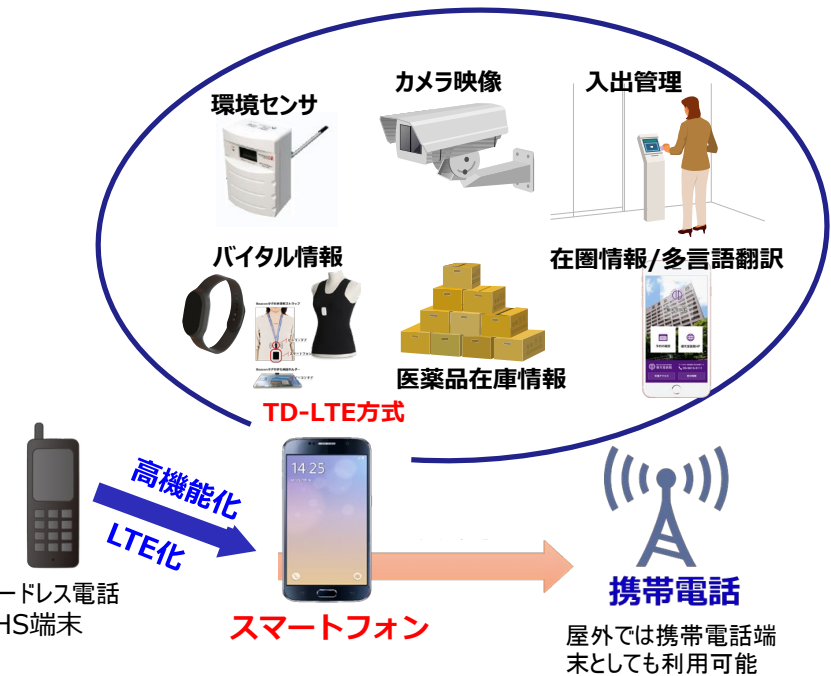 環境センサ
カメラ映像
入出管理
バイタル情報
在圏情報/多言語翻訳
医薬品在庫情報
TD-LTE方式
14 25
高機能化
LTE化
ードレス電話
HS端末
スマートフォン
携帯電話
屋外では携帯電話端
末としても利用可能